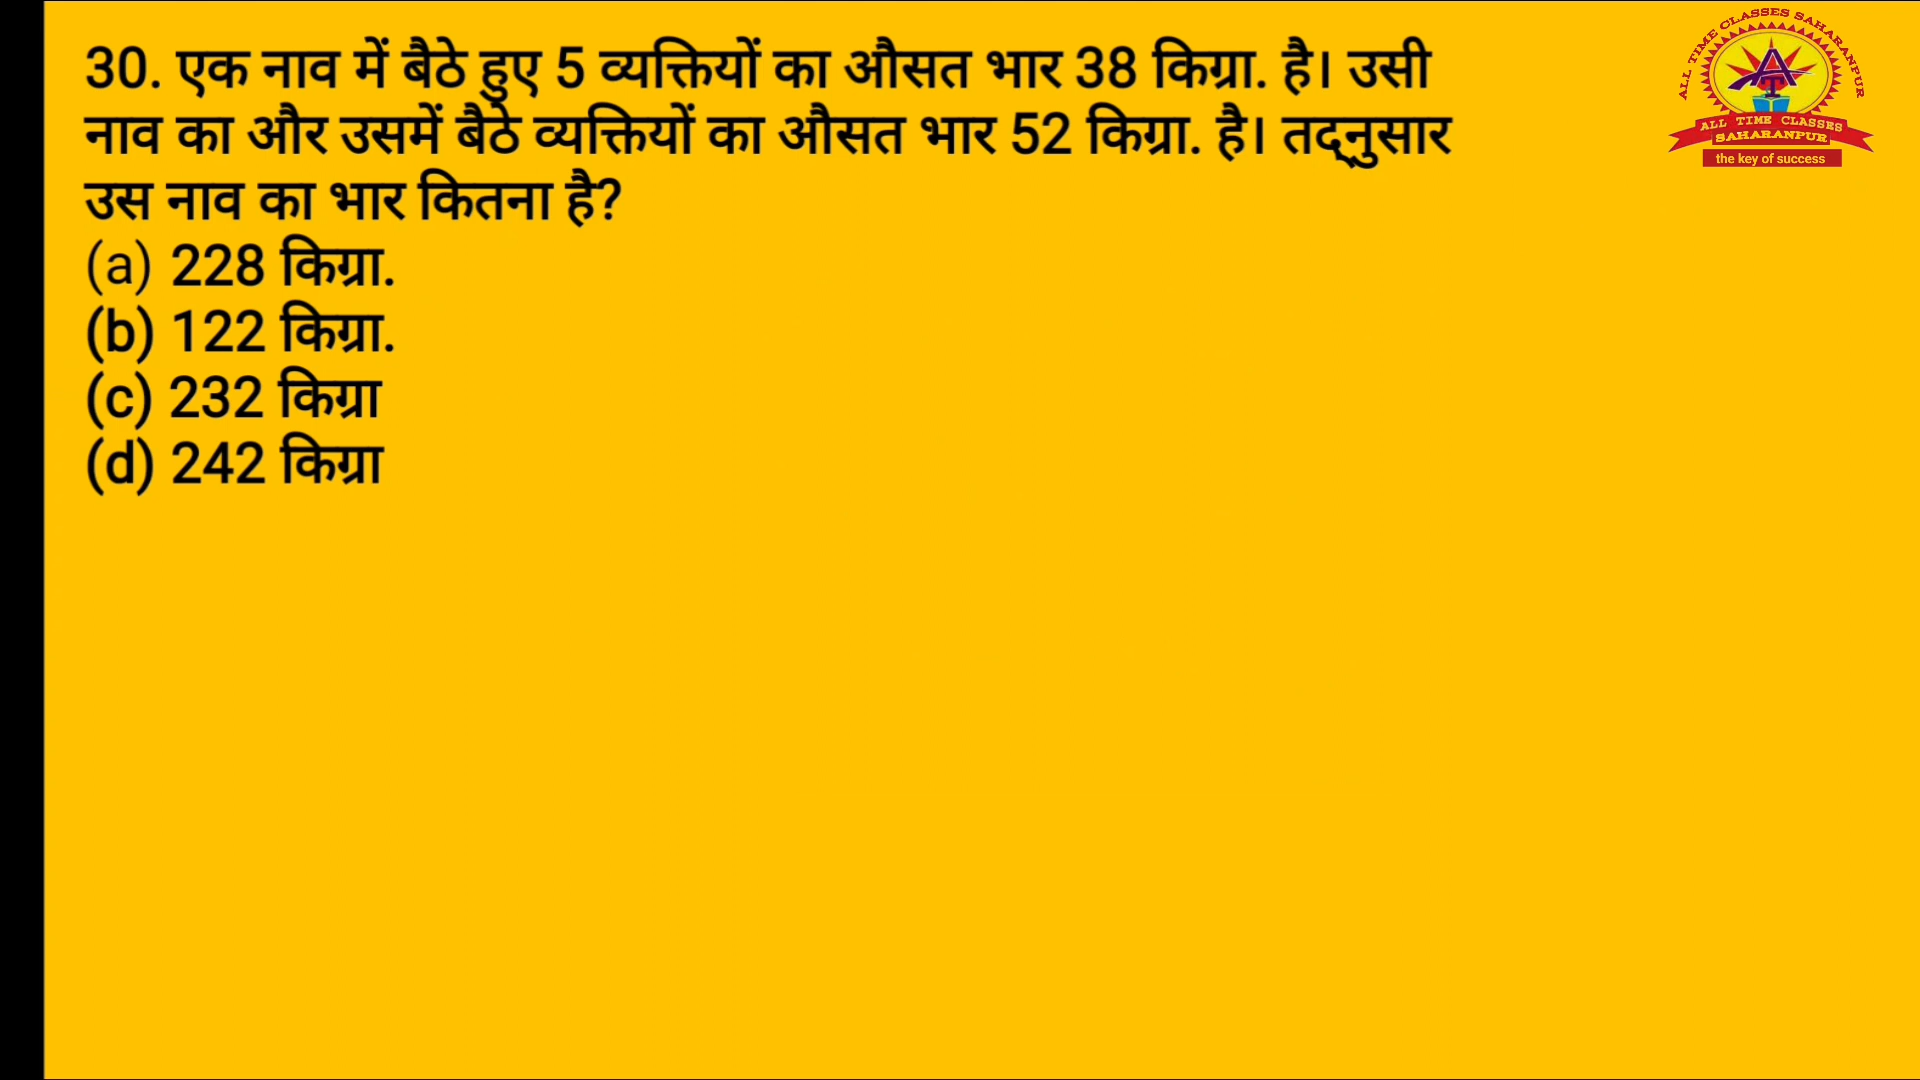 30. एक नाव में बैठे हुए 5 व्यक्तियों का औसत भार 38 किग्रा. है। उसी
नाव का और उसमें बैठे व्यक्तियों का औसत भार 52 किग्रा. है। तद्नुसार
उस नाव का भार कितना है?
(a) 228 किग्रा.
(b) 122 किग्रा.
(c) 232 किग्रा
(d) 242 किग्रा
ALL TIME CLASSES SAHARANPUR
AT
ALL TIME CLASSES
SAHARANPUR
the key of success